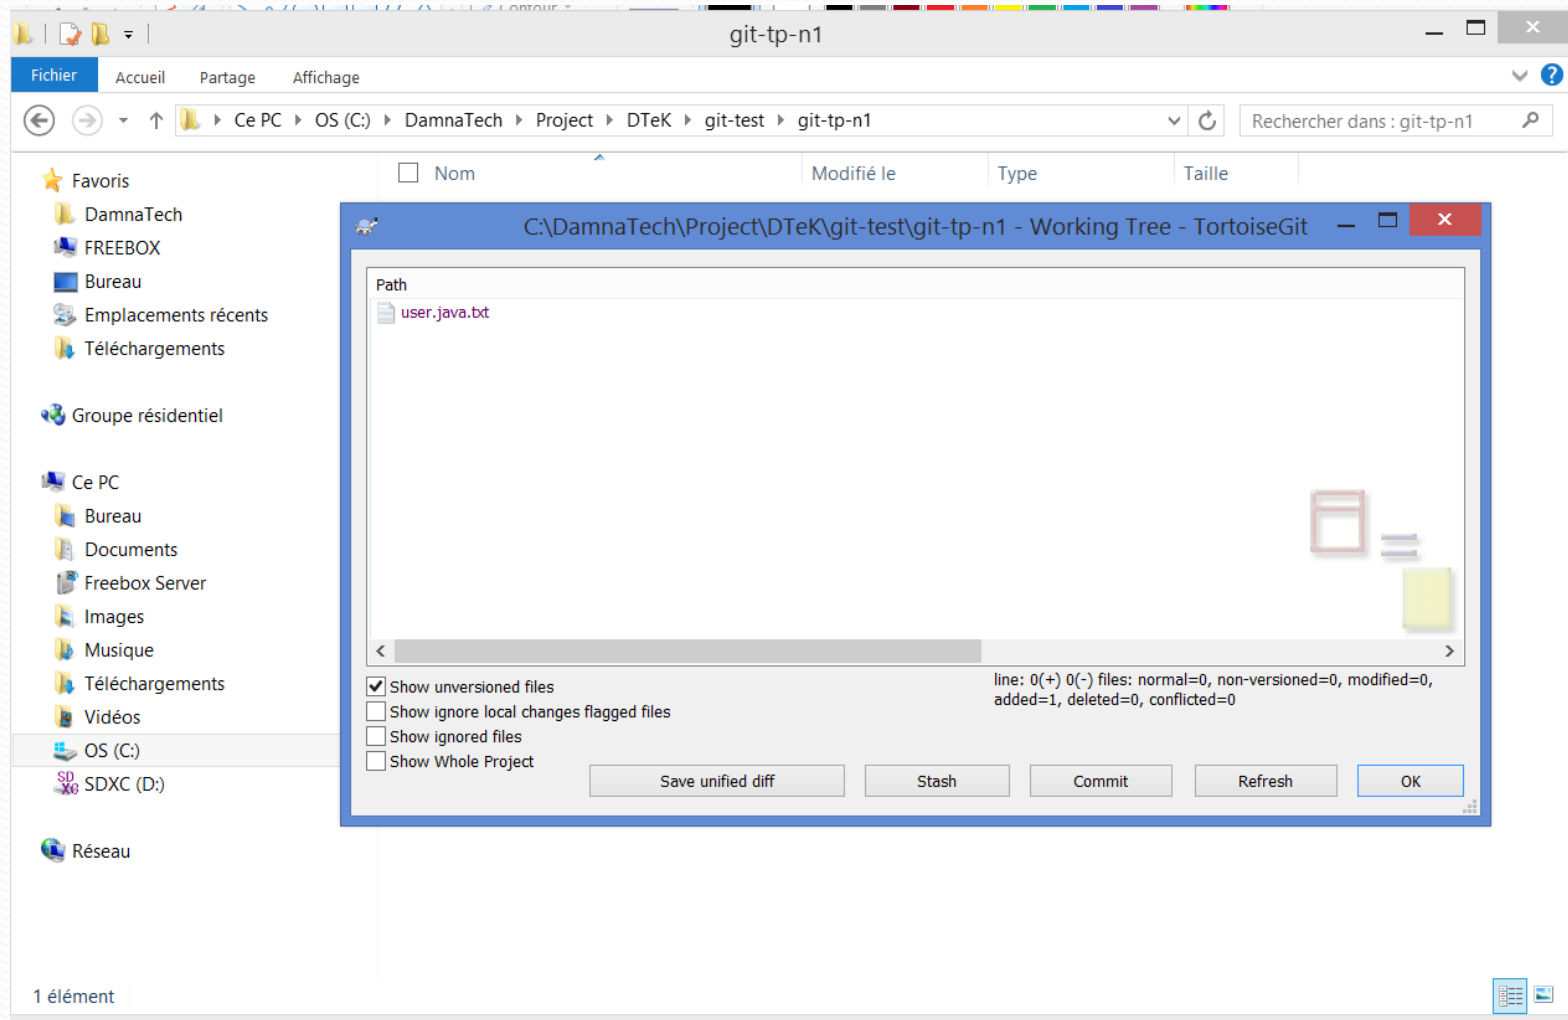 Contour
git-tp-n1
Fichier Accueil Partage Affichage
Ce PC OS (C:) DamnaTech Project DTeK git-test git-tp-n1
Rechercher dans : git-tp-n1
Nom Modifié le Type Taille
Favoris
DamnaTech
FREEBOX
Bureau
Emplacements récents
Téléchargements
Groupe résidentiel
Ce PC
Bureau
Documents
Freebox Server
Images
Musique
Téléchargements
Vidéos
OS (C:)
SDXC (D:)
Réseau
1 élément
C:\DamnaTech\Project\DTeK\git-test\git-tp-n1 - Working Tree - TortoiseGit
Path
user.java.txt
Show unversioned files
Show ignore local changes flagged files
Show ignored files
Show Whole Project
line: 0(+) 0(-) files: normal=0, non-versioned=0, modified=0,
added=1, deleted=0, conflicted=0
Save unified diff Stash Commit Refresh OK